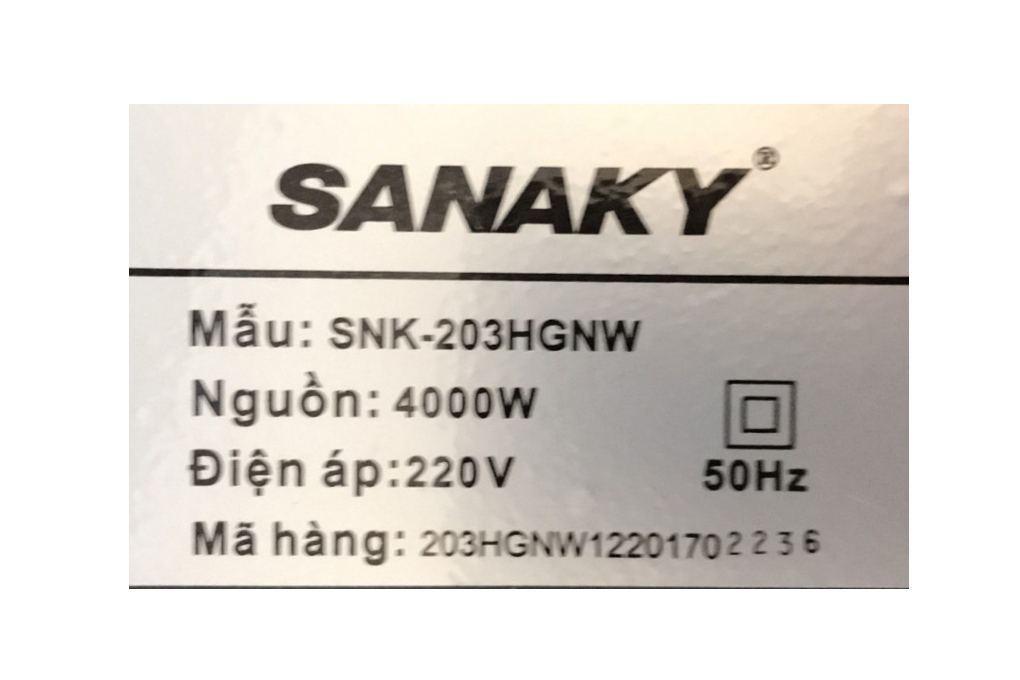 SANAKY®
Mẫu: SNK-203HGNW
Nguồn: 4000W
Điện áp:220V
50Hz
Mã hàng: 203HGNW12201702236